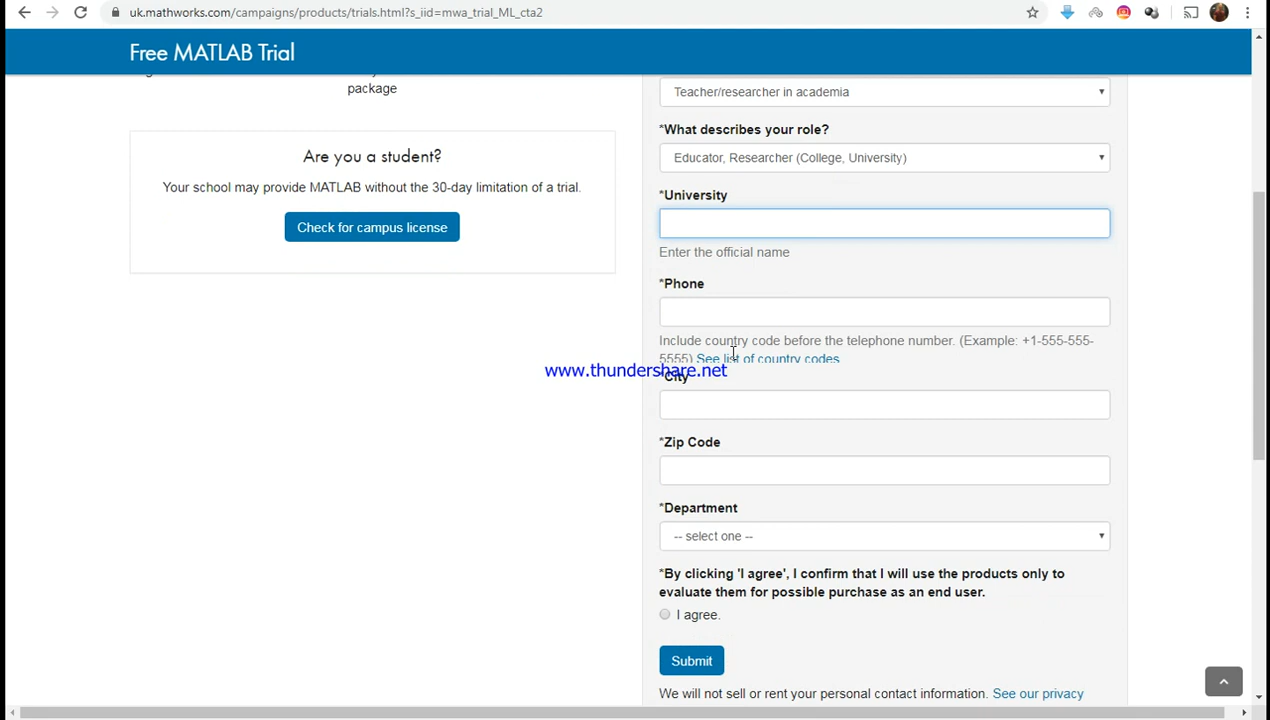 uk.mathworks.com/campaigns/products/trials.html?s_iid=mwa_trial_ML_cta2
Free MATLAB Trial
package
Are you a student?
Your school may provide MATLAB without the 30-day limitation of a trial.
Check for campus license
Teacher/researcher in academia
*What describes your role?
Educator, Researcher (College, University)
*University
Enter the official name
*Phone
Include country code before the telephone number. (Example: +1-555-555-
5555) See list of country codes
www.thundershare.net
*City
*Zip Code
*Department
-- select one --
*By clicking 'I agree', I confirm that I will use the products only to
evaluate them for possible purchase as an end user.
I agree.
Submit
We will not sell or rent your personal contact information. See our privacy